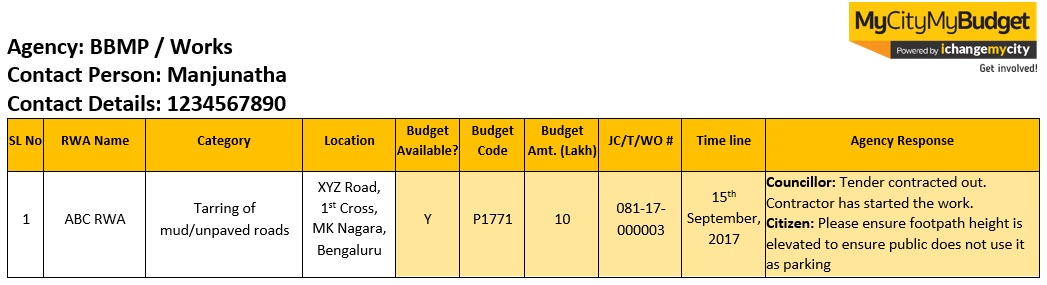 MyCityMyBudget
Powered by ichangemycity
Get involved!
Agency: BBMP / Works
Contact Person: Manjunatha
Contact Details: 1234567890
SL No
RWA Name
Category
Location
Budget
Available?
Budget
Code
Budget
Amt. (Lakh)
JC/T/WO #
Time line
Agency Response
1
ABC RWA
Tarring of
mud/unpaved roads
XYZ Road,
1st Cross,
MK Nagara,
Bengaluru
Y
P1771
10
081-17-
000003
15th
September,
2017
Councillor: Tender contracted out.
Contractor has started the work.
Citizen: Please ensure footpath height is
elevated to ensure public does not use it
as parking